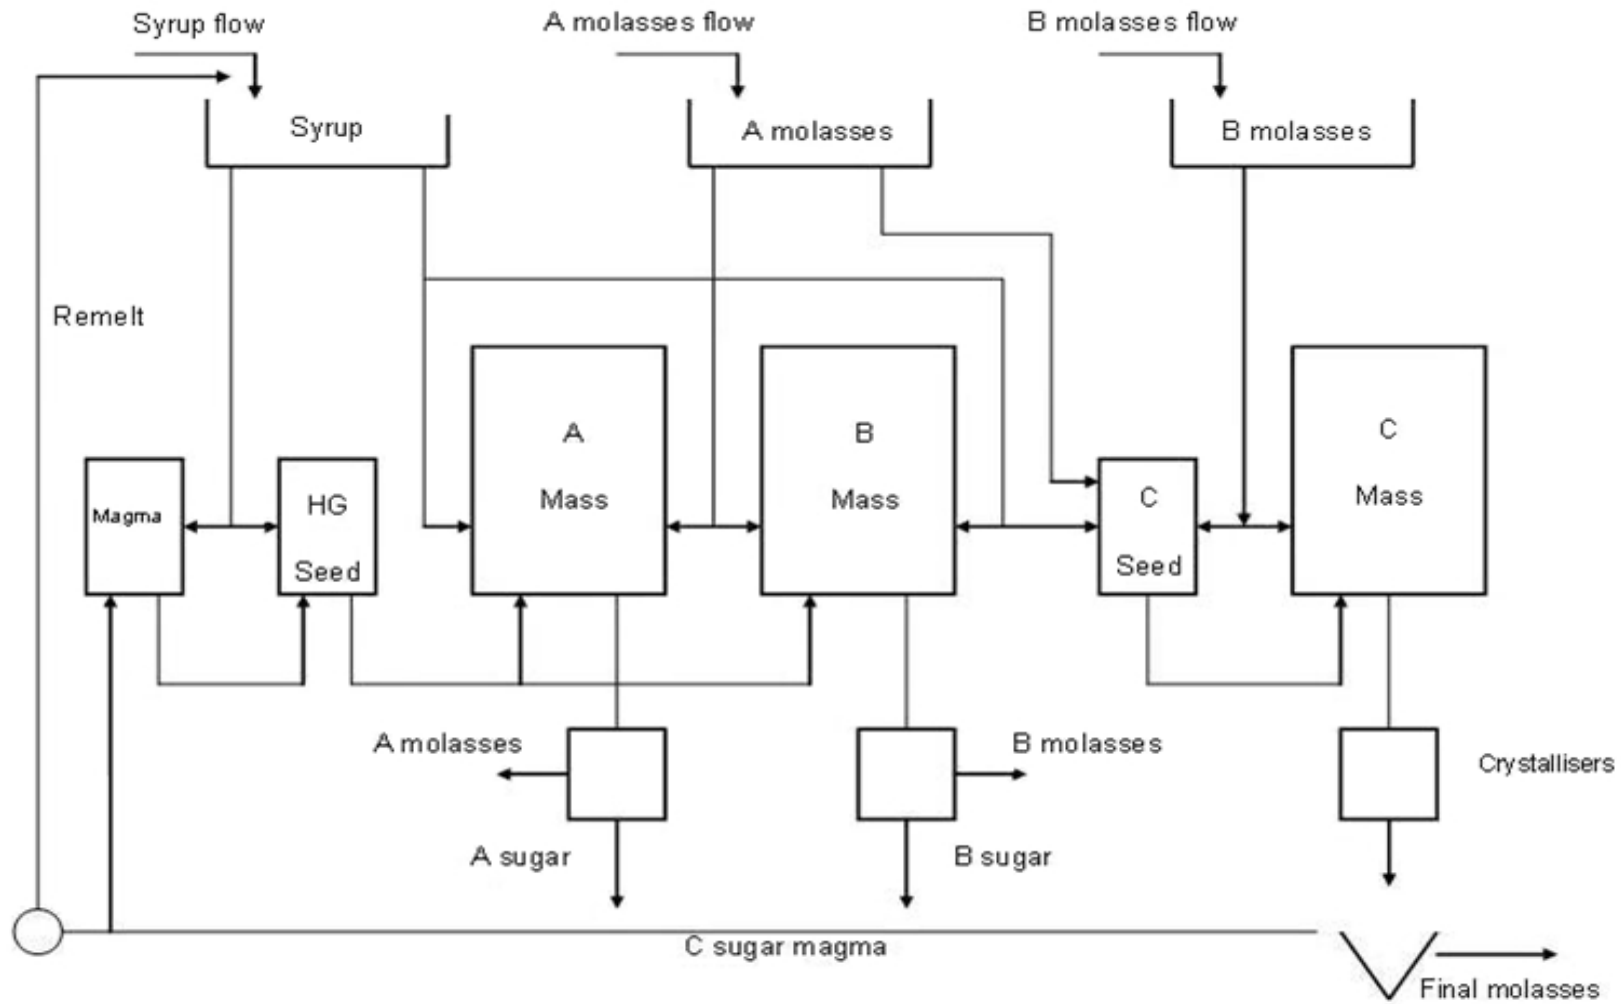 Syrup flow
A molasses flow
B molasses flow
Syrup
A molasses
B molasses
Remelt
A
Mass
B
Mass
C
Mass
Magma
HG
Seed
C
Seed
A molasses
B molasses
Crystallisers
A sugar
B sugar
C sugar magma
Final molasses